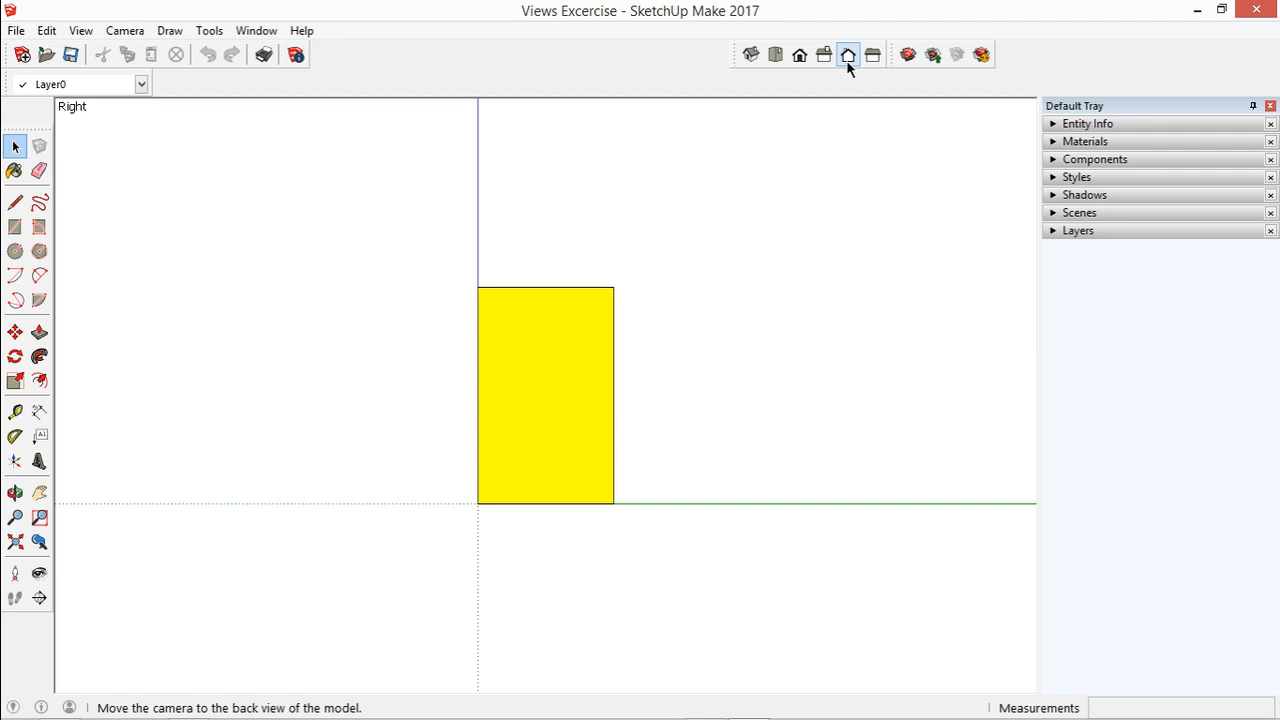 Views Excercise - SketchUp Make 2017
File Edit View Camera Draw Tools Window Help
Layer0
Right
Default Tray
Entity Info
Materials
Components
Styles
Shadows
Scenes
Layers
A1
Move the camera to the back view of the model.
Measurements